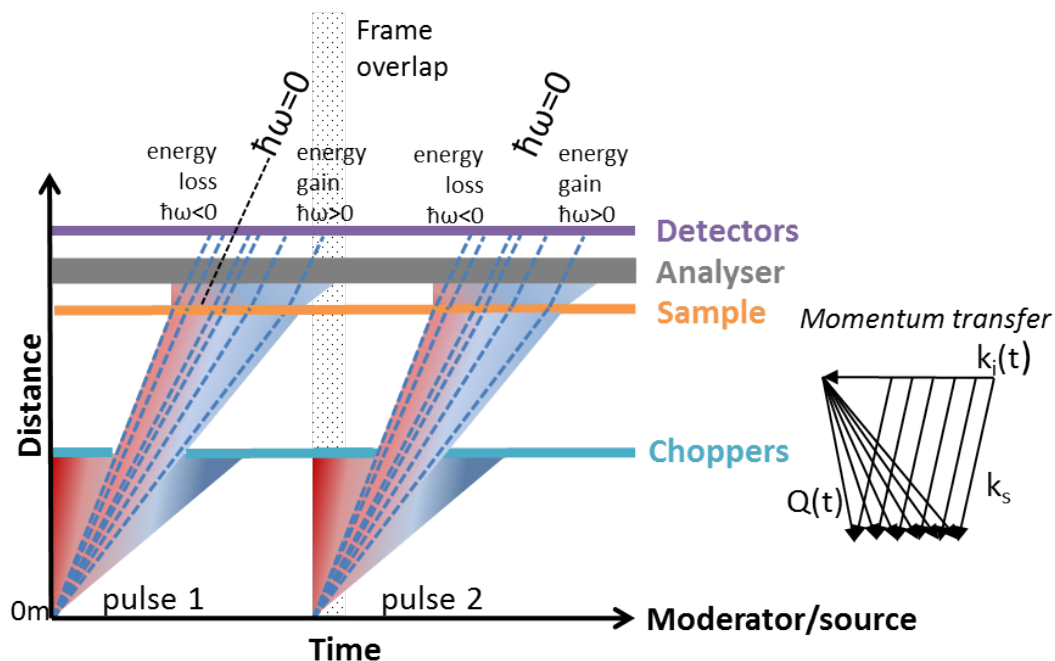 Frame
overlap
ħω=0
ħω=0
energy
loss
ħω<0
energy
gain
ħω>0
energy
loss
ħω<0
energy
gain
ħω>0
Detectors
Analyser
Sample
Momentum transfer
kᵢ(t)
Distance
Choppers
Q(t)
kₛ
0m
pulse 1
pulse 2
Moderator/source
Time